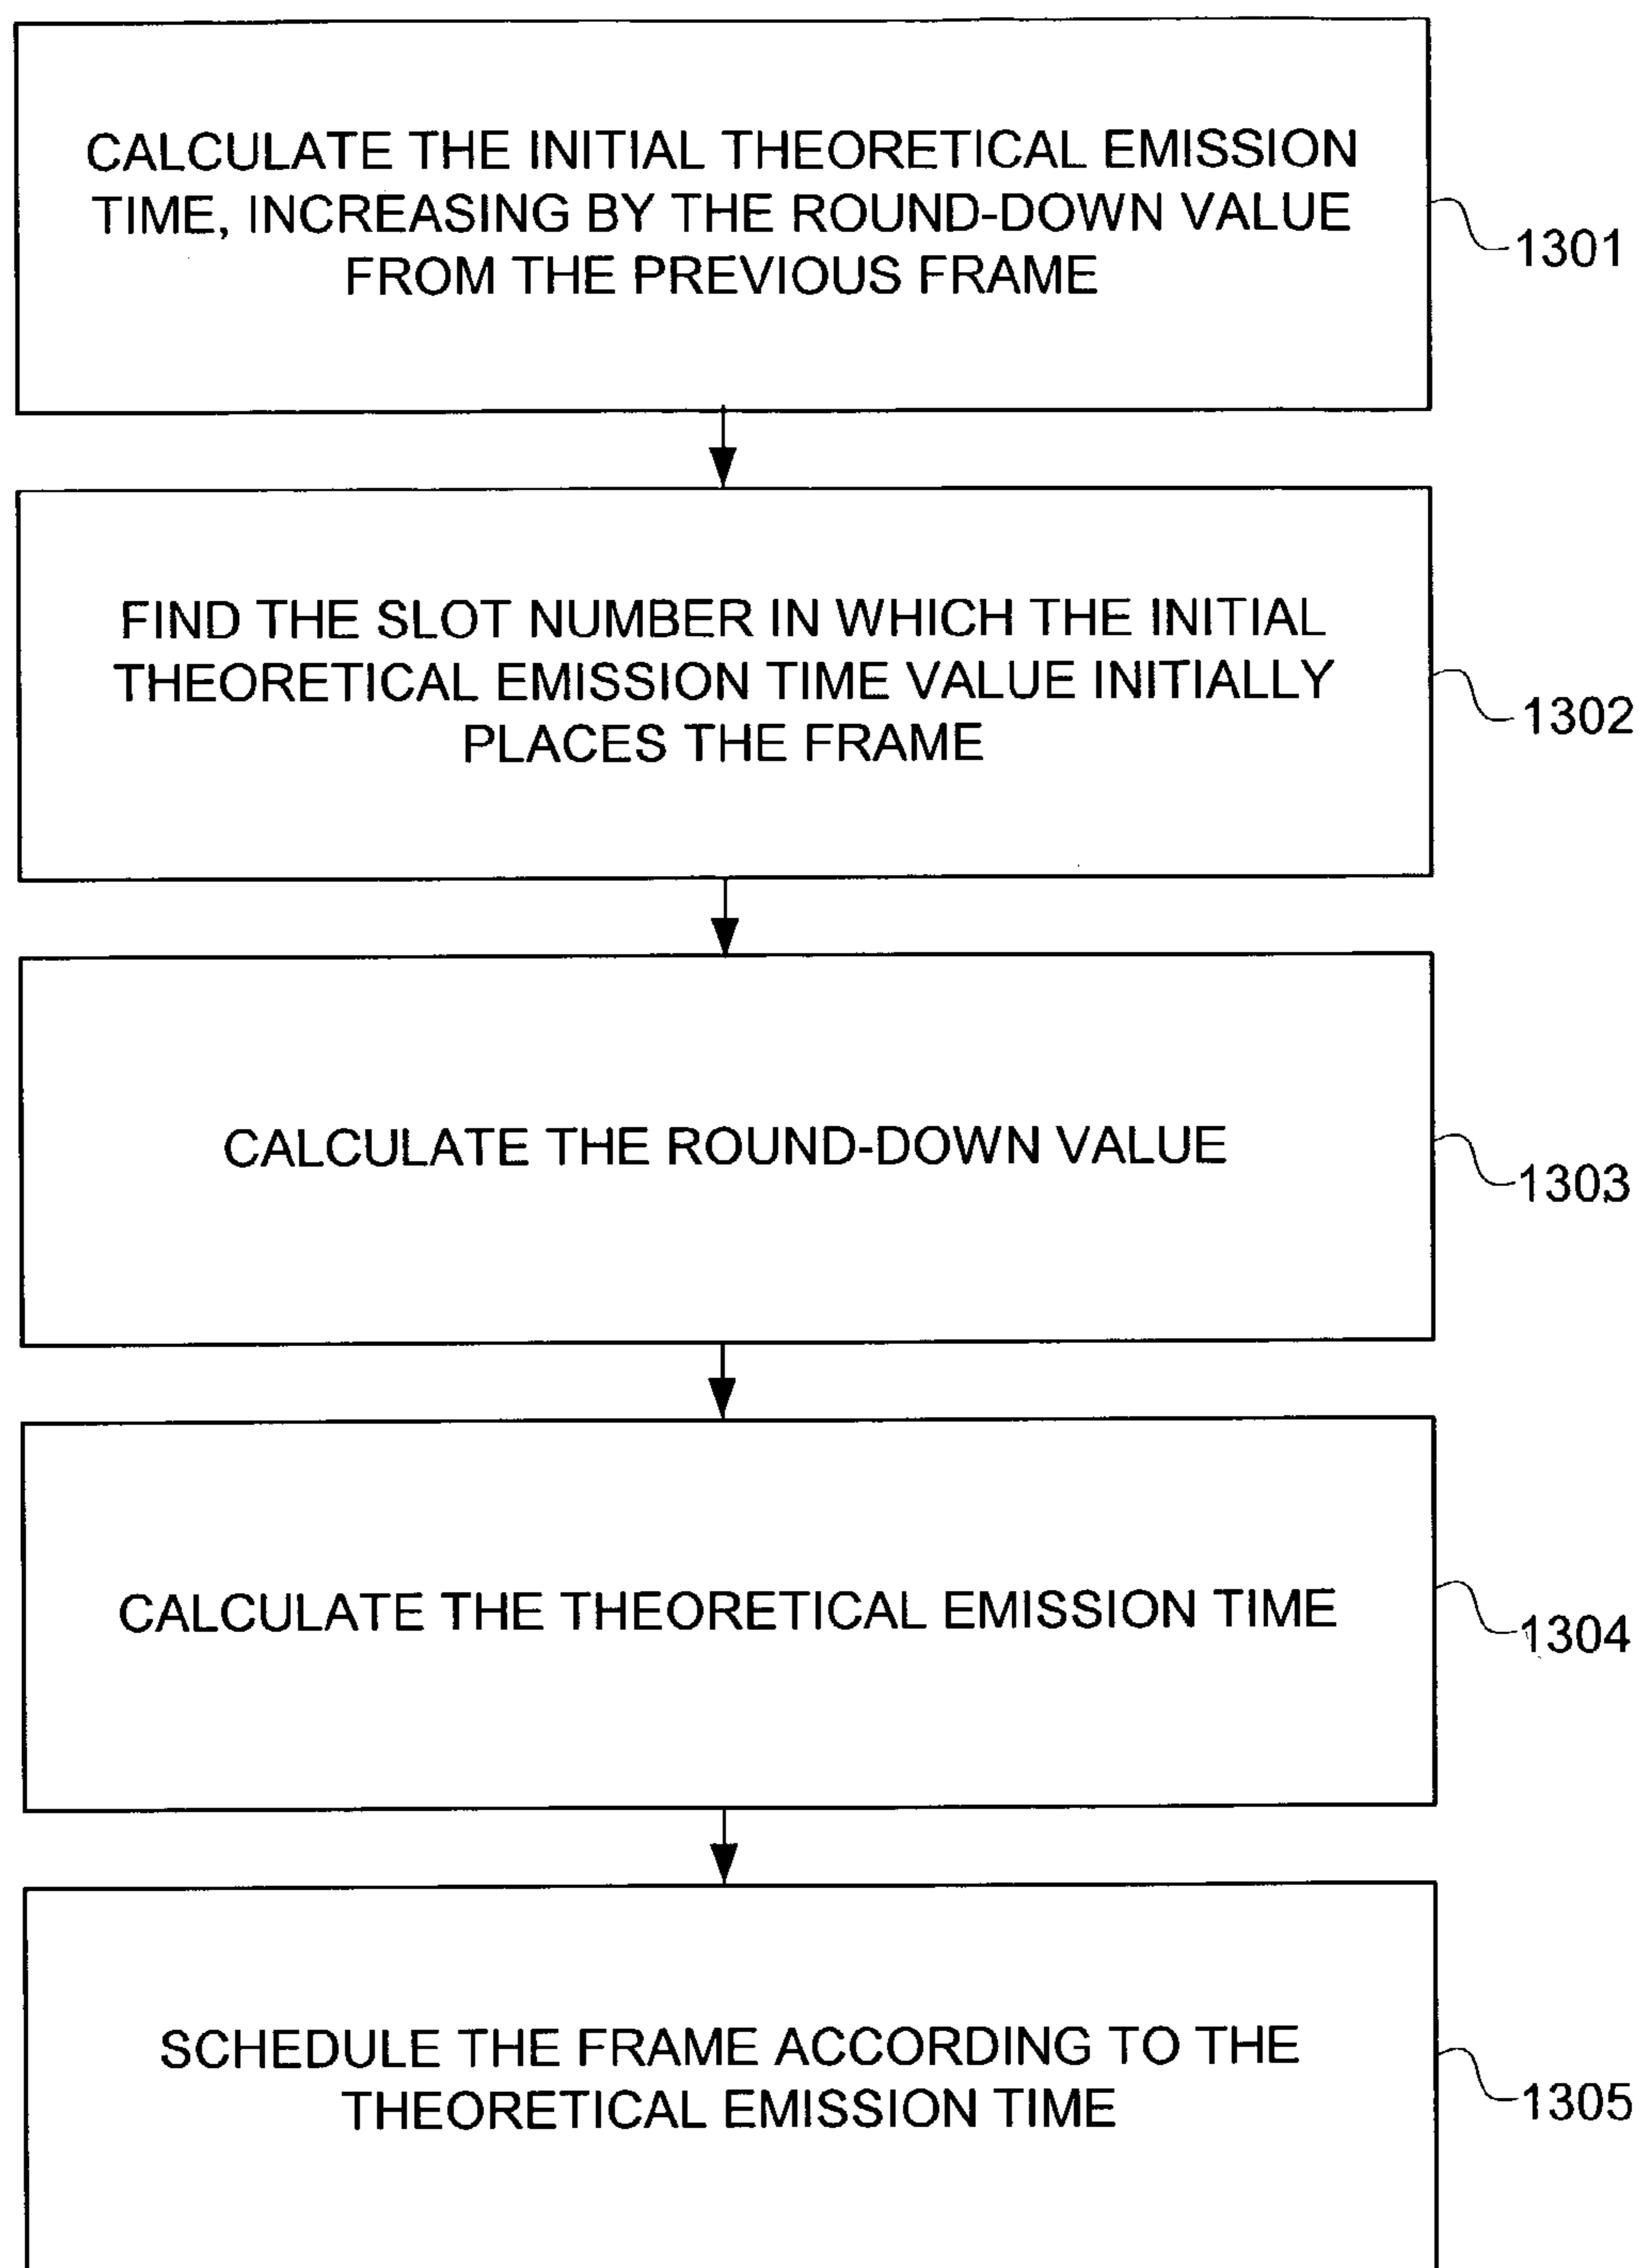 CALCULATE THE INITIAL THEORETICAL EMISSION
TIME, INCREASING BY THE ROUND-DOWN VALUE
FROM THE PREVIOUS FRAME
1301
FIND THE SLOT NUMBER IN WHICH THE INITIAL
THEORETICAL EMISSION TIME VALUE INITIALLY
PLACES THE FRAME
1302
CALCULATE THE ROUND-DOWN VALUE
1303
CALCULATE THE THEORETICAL EMISSION TIME
1304
SCHEDULE THE FRAME ACCORDING TO THE
THEORETICAL EMISSION TIME
1305